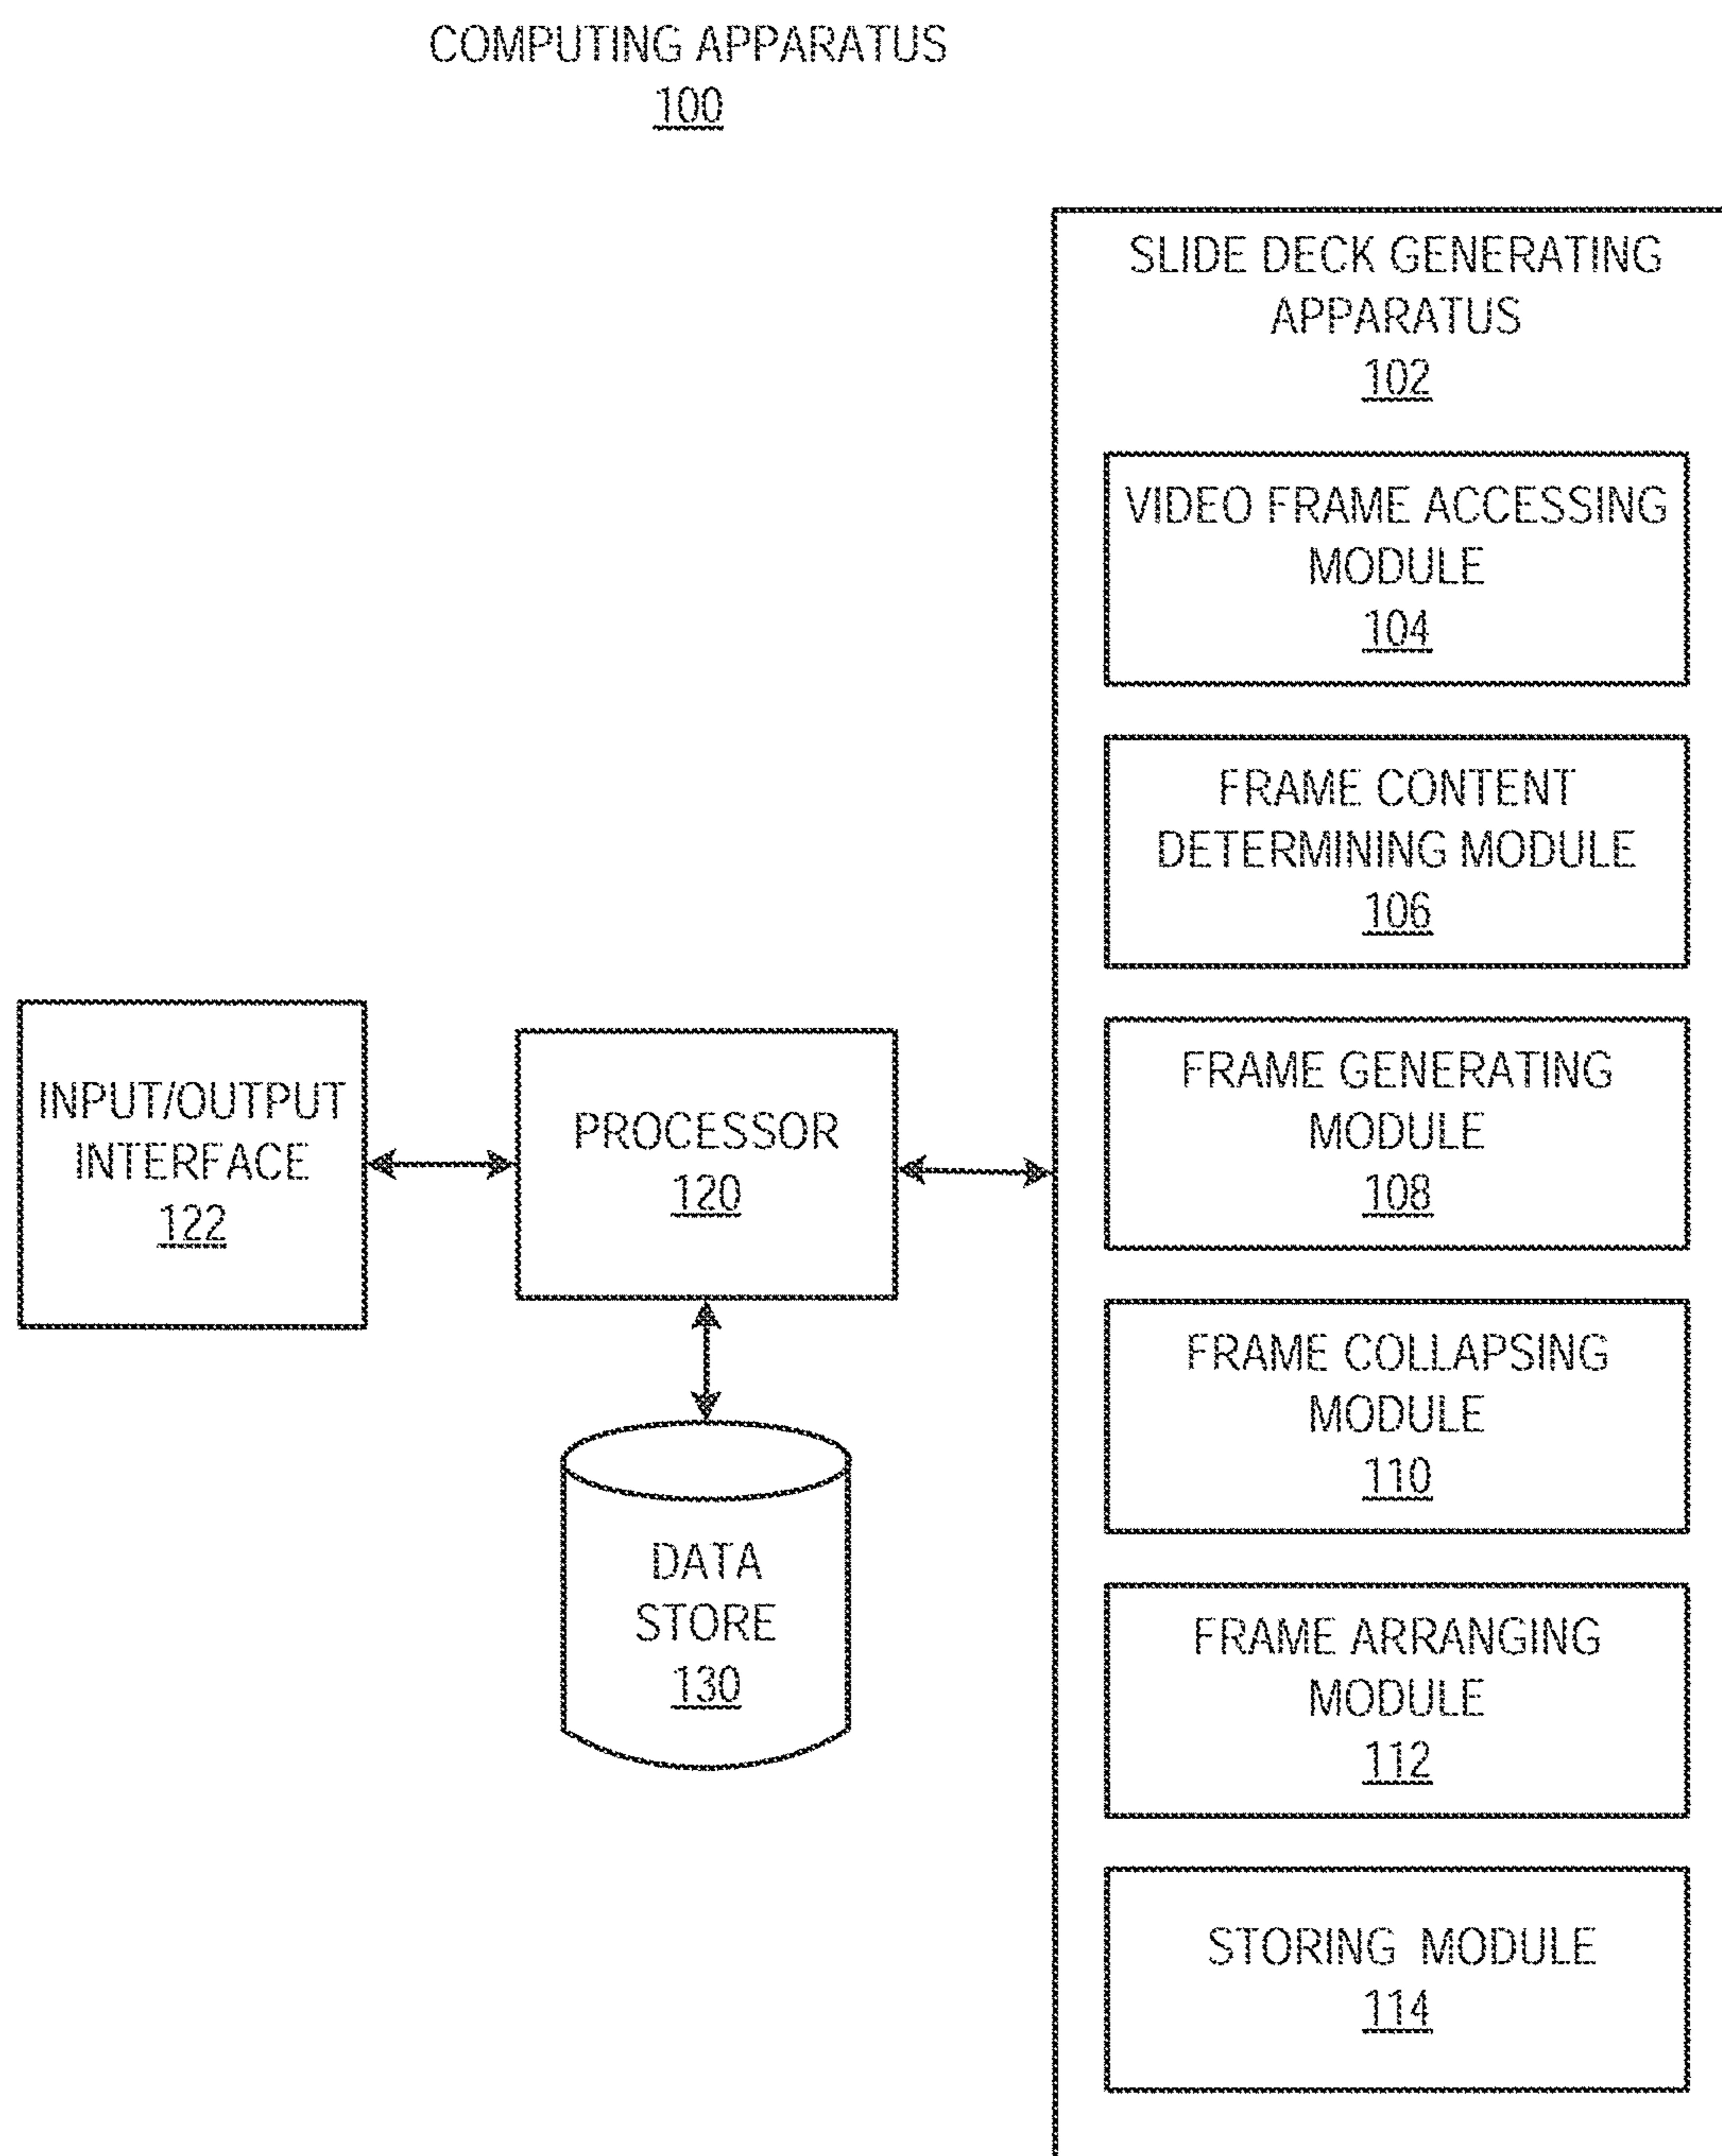 COMPUTING APPARATUS
100
SLIDE DECK GENERATING
APPARATUS
102
VIDEO FRAME ACCESSING
MODULE
104
FRAME CONTENT
DETERMINING MODULE
106
FRAME GENERATING
MODULE
108
FRAME COLLAPSING
MODULE
110
FRAME ARRANGING
MODULE
112
STORING MODULE
114
INPUT/OUTPUT
INTERFACE
122
PROCESSOR
120
DATA
STORE
130